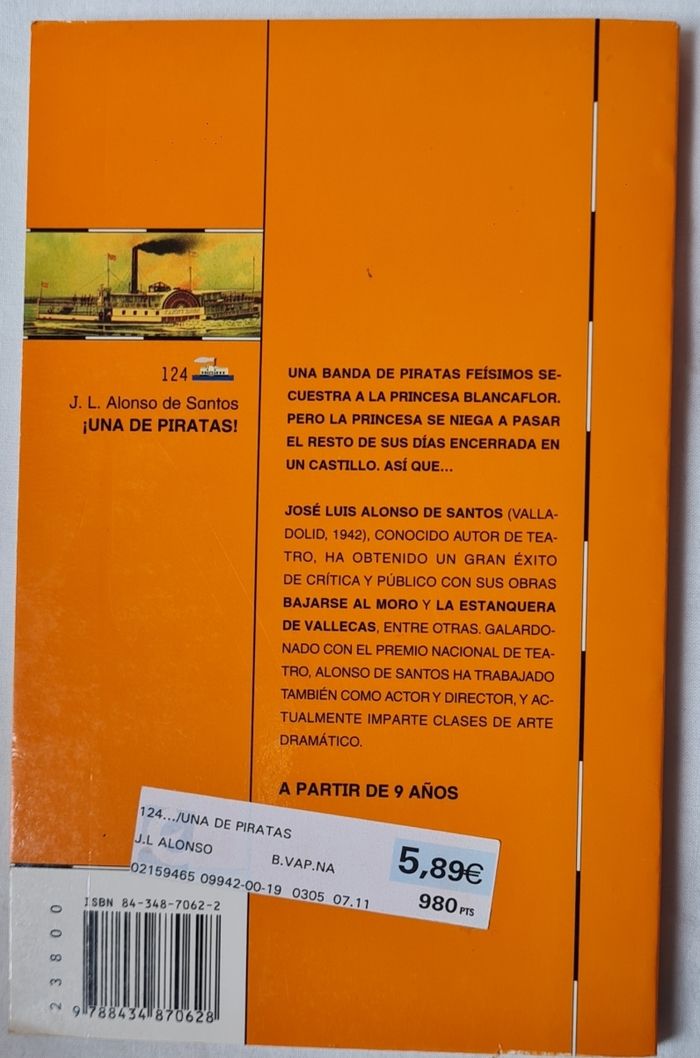 124
J. L. Alonso de Santos
¡UNA DE PIRATAS!
UNA BANDA DE PIRATAS FEÍSIMOS SE-
CUESTRA A LA PRINCESA BLANCAFLOR.
PERO LA PRINCESA SE NIEGA A PASAR
EL RESTO DE SUS DÍAS ENCERRADA EN
UN CASTILLO. ASÍ QUE...
JOSÉ LUIS ALONSO DE SANTOS (VALLA-
DOLID, 1942), CONOCIDO AUTOR DE TEA-
TRO, HA OBTENIDO UN GRAN ÉXITO
DE CRÍTICA Y PÚBLICO CON SUS OBRAS
BAJARSE AL MORO Y LA ESTANQUERA
DE VALLECAS, ENTRE OTRAS. GALARDO-
NADO CON EL PREMIO NACIONAL DE TEA-
TRO, ALONSO DE SANTOS HA TRABAJADO
TAMBIÉN COMO ACTOR Y DIRECTOR, Y AC-
TUALMENTE IMPARTE CLASES DE ARTE
DRAMÁTICO.
A PARTIR DE 9 AÑOS
124.../UNA DE PIRATAS
J.L ALONSO
B.VAP.NA
5,89€
02159465 09942-00-19 0305 07.11
980 PTS
ISBN 84-348-7062-2
23800
9 788434 870628